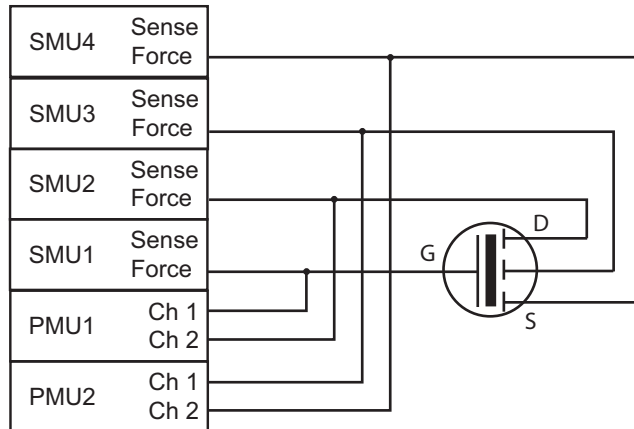 SMU4 Sense
Force
SMU3 Sense
Force
SMU2 Sense
Force
SMU1 Sense
Force
PMU1 Ch 1
Ch 2
PMU2 Ch 1
Ch 2
G
D
S